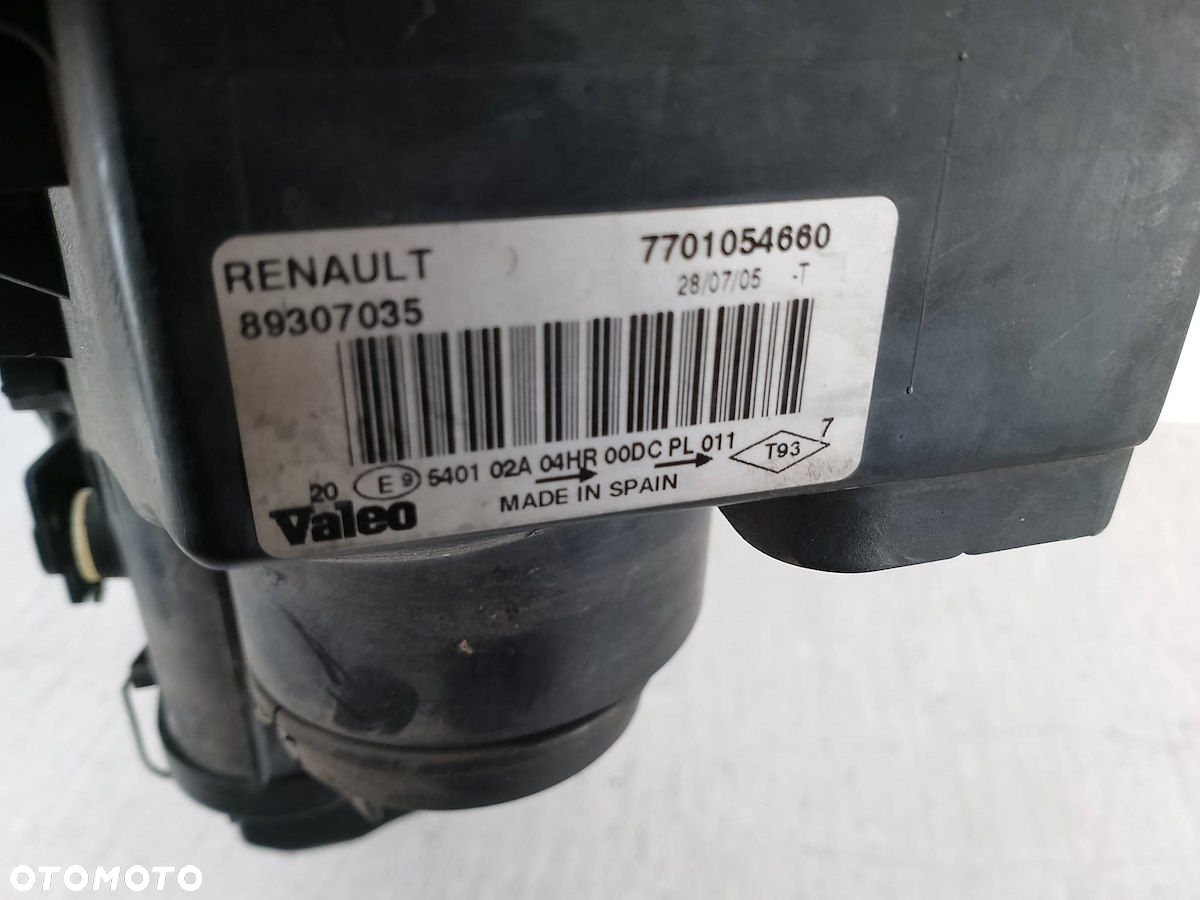 RENAULT 7701054660
28/07/05 -T
89307035
20 E 9 5401 02A 04HR 00DC PL 011 T93 7
Valeo MADE IN SPAIN
OTOMOTO